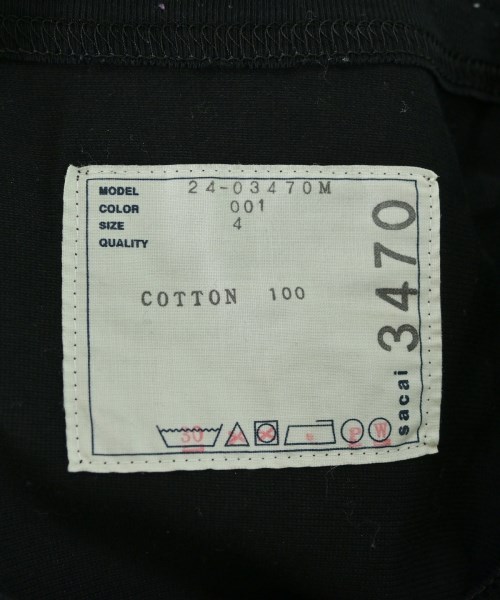 MODEL 24-03470M
COLOR 001
SIZE 4
QUALITY
COTTON 100
30 P W
sacai 3470